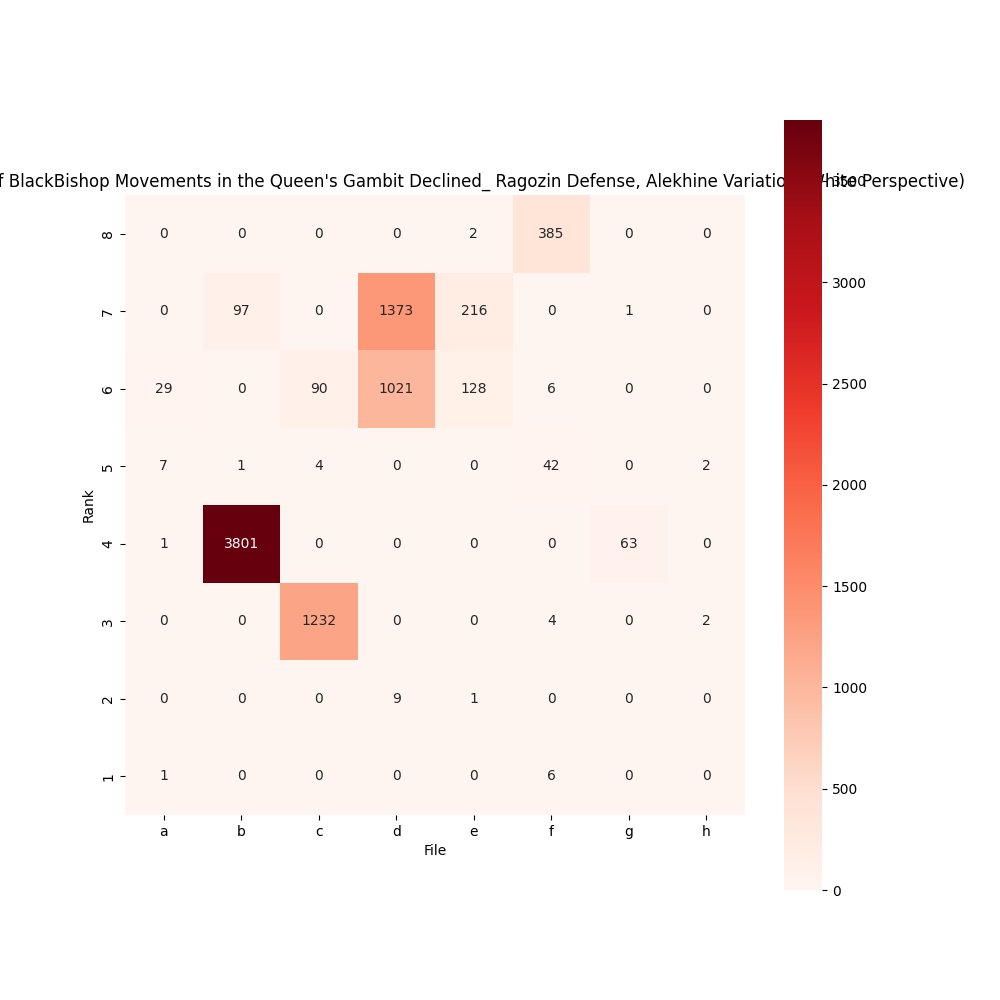 f BlackBishop Movements in the Queen's Gambit Declined_ Ragozin Defense, Alekhine Variation Perspective)
3500
8 0 0 0 0 2 385 0 0
3000
7 0 97 0 1373 216 0 1 0
2500
6 29 0 90 1021 128 6 0 0
5 7 1 4 0 0 42 0 2
2000
Rank
4 1 3801 0 0 0 0 63 0
1500
3 0 0 1232 0 0 4 0 2
1000
2 0 0 0 9 1 0 0 0
1 1 0 0 0 0 6 0 0
500
a b c d e f g h
File
0